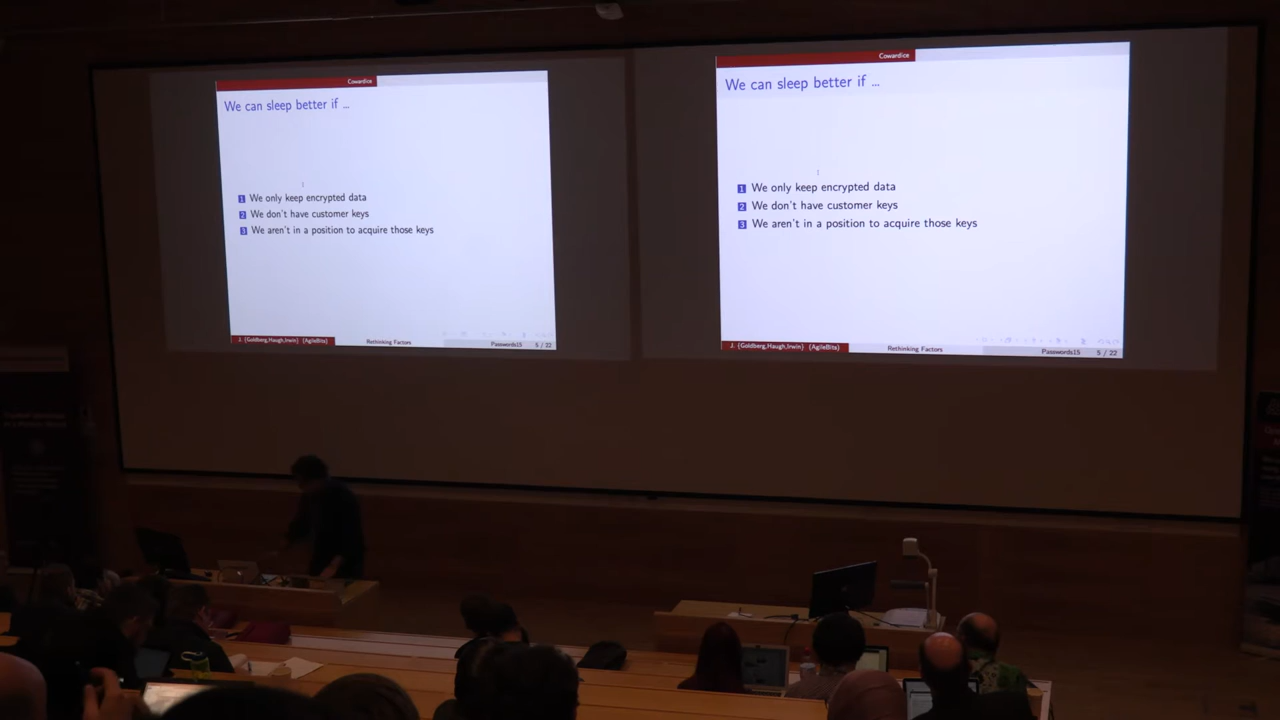 Cowardice
We can sleep better if ...
1 We only keep encrypted data
2 We don't have customer keys
3 We aren't in a position to acquire those keys
J. {Goldberg,Haugh,Irwin} (AgileBits) Rethinking Factors Passwords15 5 / 22
Cowardice
We can sleep better if ...
1 We only keep encrypted data
2 We don't have customer keys
3 We aren't in a position to acquire those keys
J. {Goldberg,Haugh,Irwin} (AgileBits) Rethinking Factors Passwords15 5 / 22